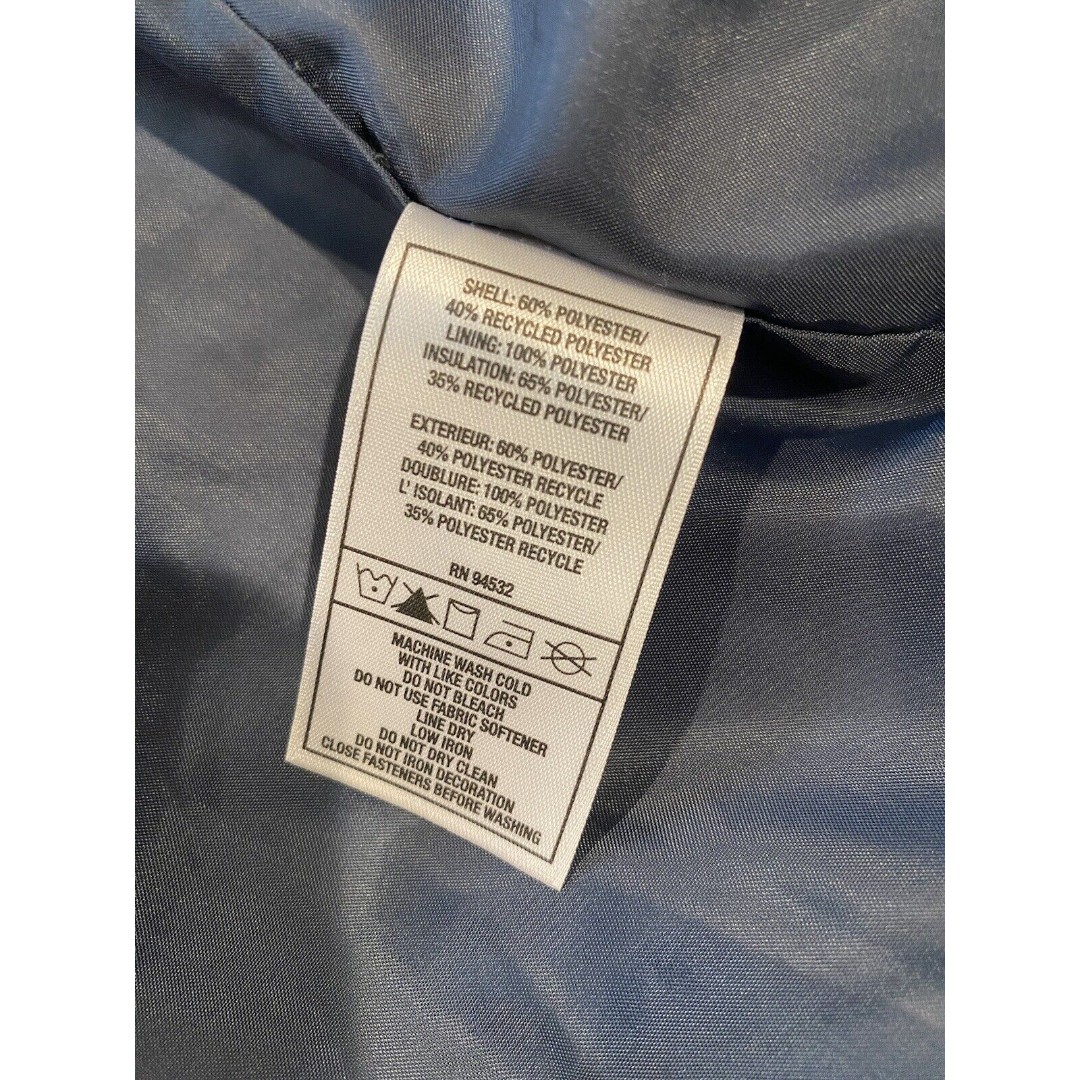 SHELL: 60% POLYESTER/
40% RECYCLED POLYESTER
LINING: 100% POLYESTER
INSULATION: 65% POLYESTER/
35% RECYCLED POLYESTER
EXTERIEUR: 60% POLYESTER/
40% POLYESTER RECYCLE
DOUBLURE: 100% POLYESTER
L' ISOLANT: 65% POLYESTER/
35% POLYESTER RECYCLE
RN 94532
MACHINE WASH COLD
WITH LIKE COLORS
DO NOT BLEACH
DO NOT USE FABRIC SOFTENER
LINE DRY
LOW IRON
DO NOT DRY CLEAN
DO NOT IRON DECORATION
CLOSE FASTENERS BEFORE WASHING